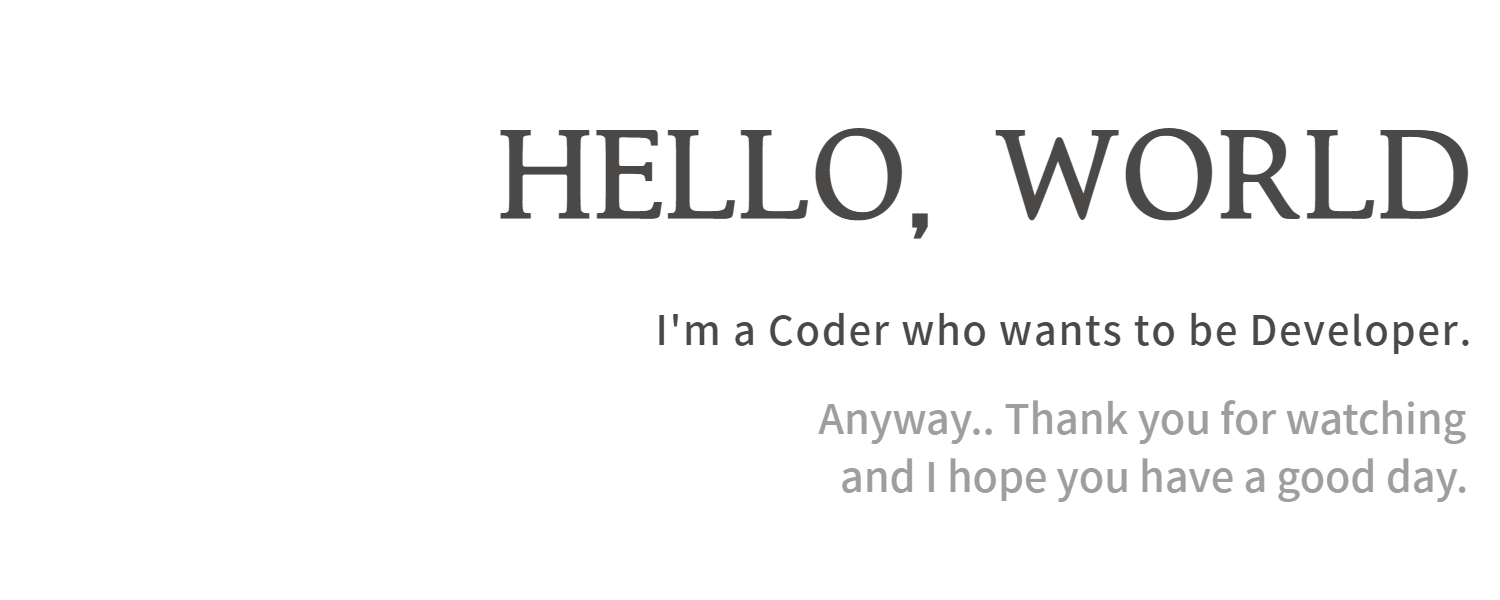 HELLO, WORLD
I'm a Coder who wants to be Developer.
Anyway.. Thank you for watching
and I hope you have a good day.